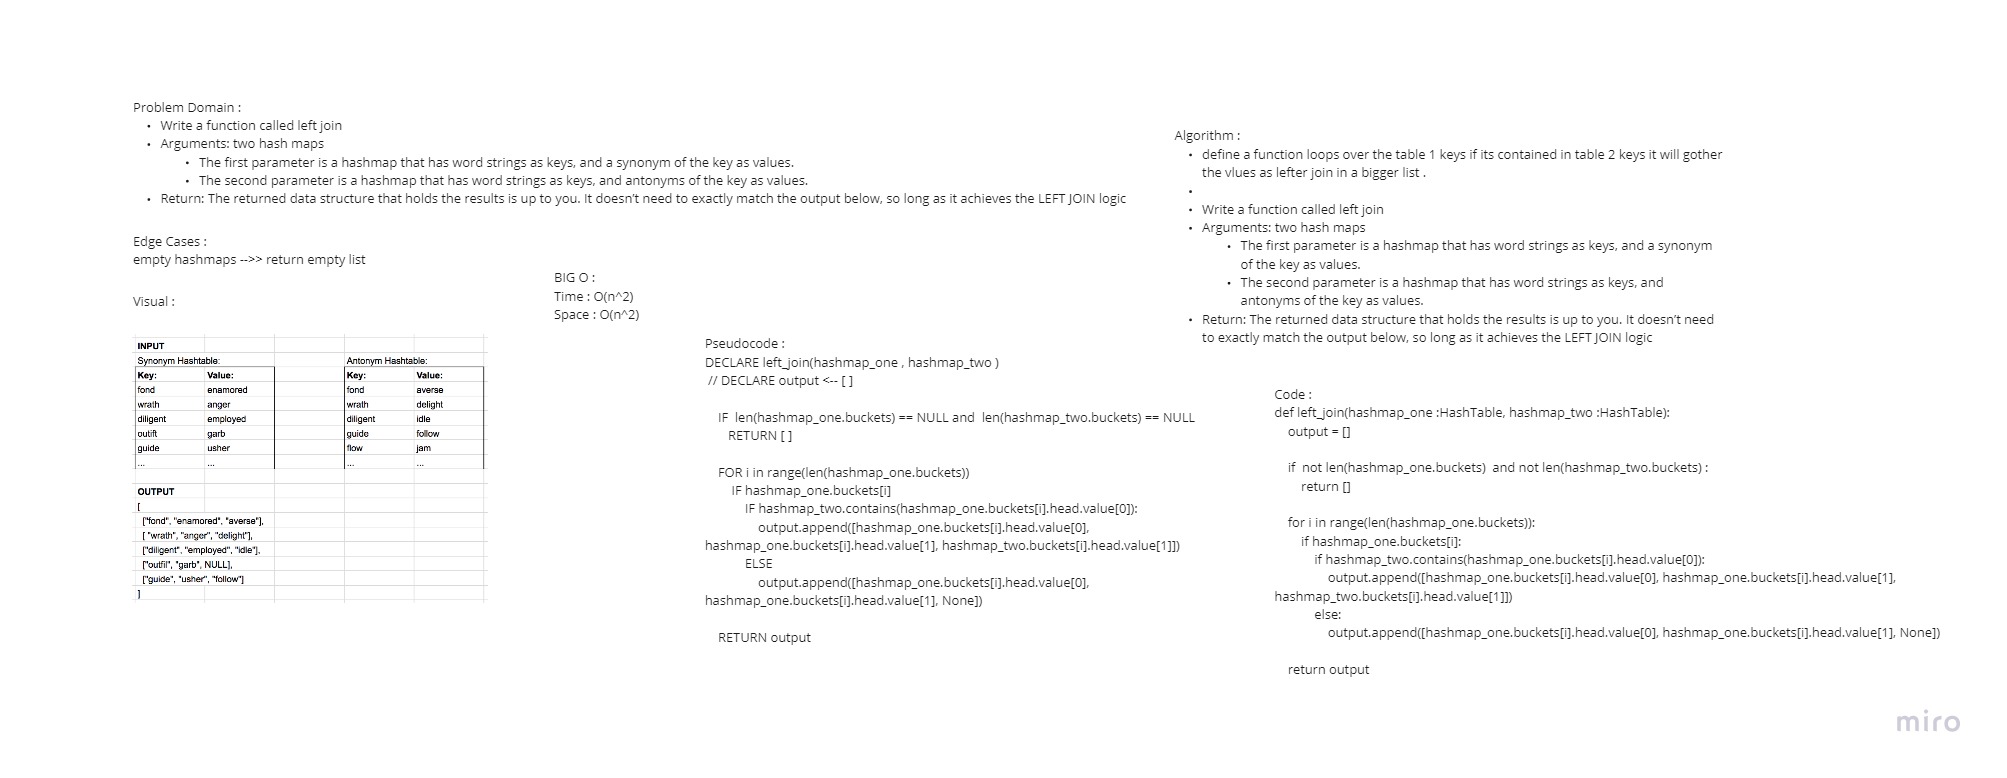 Problem Domain :
• Write a function called left join
• Arguments: two hash maps
• The first parameter is a hashmap that has word strings as keys, and a synonym of the key as values.
• The second parameter is a hashmap that has word strings as keys, and antonyms of the key as values.
• Return: The returned data structure that holds the results is up to you. It doesn't need to exactly match the output below, so long as it achieves the LEFT JOIN logic
Edge Cases :
empty hashmaps -->> return empty list
Visual :
INPUT
Synonym Hashtable: Antonym Hashtable:
Key: Value: Key: Value:
fond enamored fond averse
wrath anger wrath delight
diligent employed diligent idle
outift garb guide follow
guide usher flow jam
... ... ... ...
OUTPUT
[
["fond", "enamored", "averse"],
[ "wrath", "anger", "delight"],
["diligent", "employed", "idle"],
["outfil", "garb", NULL],
["guide", "usher", "follow"]
]
BIG O :
Time : O(n^2)
Space : O(n^2)
Pseudocode :
DECLARE left_join(hashmap_one , hashmap_two )
// DECLARE output <-- [ ]
IF len(hashmap_one.buckets) == NULL and len(hashmap_two.buckets) == NULL
RETURN [ ]
FOR i in range(len(hashmap_one.buckets))
IF hashmap_one.buckets[i]
IF hashmap_two.contains(hashmap_one.buckets[i].head.value[0]):
output.append([hashmap_one.buckets[i].head.value[0],
hashmap_one.buckets[i].head.value[1], hashmap_two.buckets[i].head.value[1]])
ELSE
output.append([hashmap_one.buckets[i].head.value[0],
hashmap_one.buckets[i].head.value[1], None])
RETURN output
Algorithm :
• define a function loops over the table 1 keys if its contained in table 2 keys it will gother
the vlues as lefter join in a bigger list .
•
• Write a function called left join
• Arguments: two hash maps
• The first parameter is a hashmap that has word strings as keys, and a synonym
of the key as values.
• The second parameter is a hashmap that has word strings as keys, and
antonyms of the key as values.
• Return: The returned data structure that holds the results is up to you. It doesn't need
to exactly match the output below, so long as it achieves the LEFT JOIN logic
Code :
def left_join(hashmap_one :HashTable, hashmap_two :HashTable):
output = []
if not len(hashmap_one.buckets) and not len(hashmap_two.buckets) :
return []
for i in range(len(hashmap_one.buckets)):
if hashmap_one.buckets[i]:
if hashmap_two.contains(hashmap_one.buckets[i].head.value[0]):
output.append([hashmap_one.buckets[i].head.value[0], hashmap_one.buckets[i].head.value[1],
hashmap_two.buckets[i].head.value[1]])
else:
output.append([hashmap_one.buckets[i].head.value[0], hashmap_one.buckets[i].head.value[1], None])
return output
miro